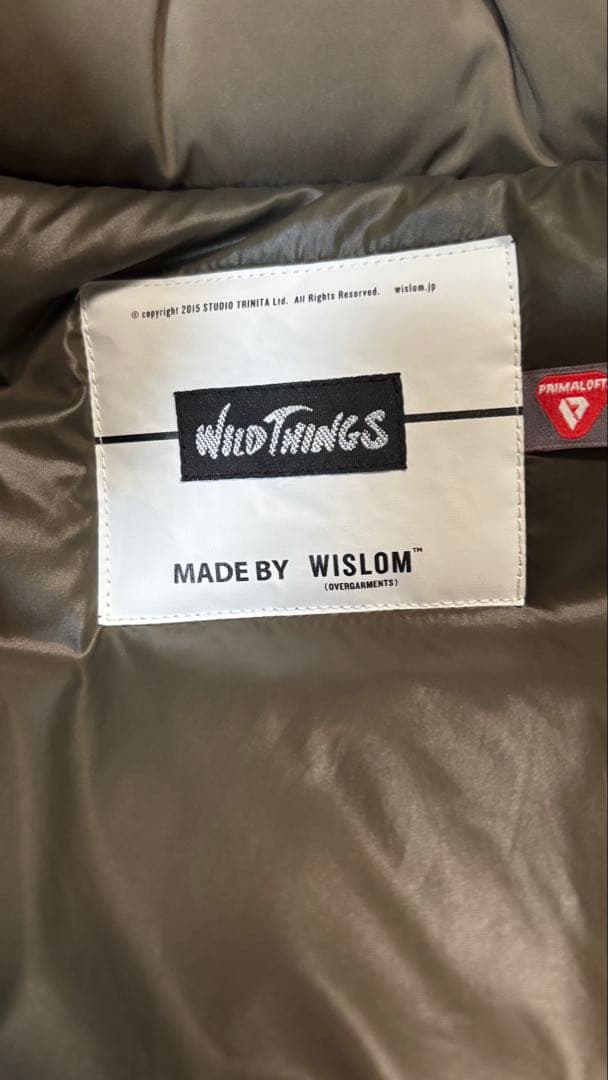 © copyright 2015 STUDIO TRINITA Ltd. All Rights Reserved. wislom.jp
WILDTHINGS
PRIMALOFT
MADE BY WISLOM™
(OVERGARMENTS)